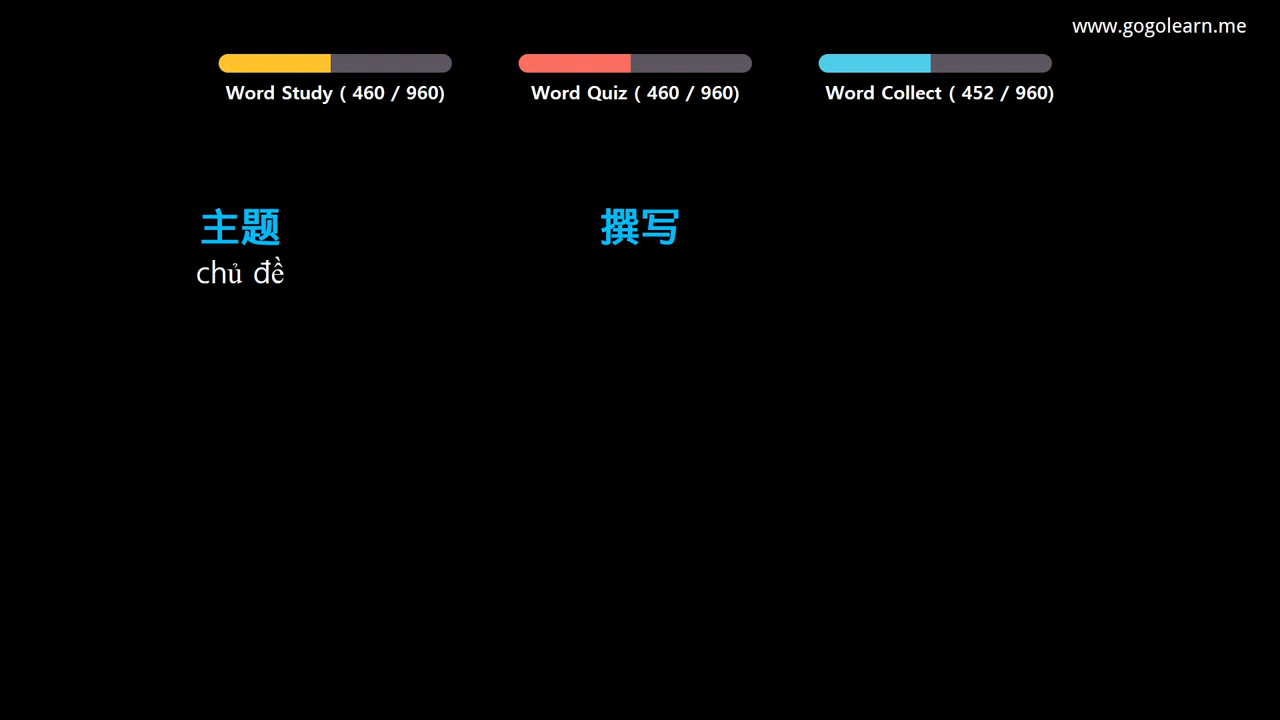 www.gogolearn.me
Word Study ( 460 / 960)
Word Quiz ( 460 / 960)
Word Collect ( 452 / 960)
主题
撰写
chủ đề